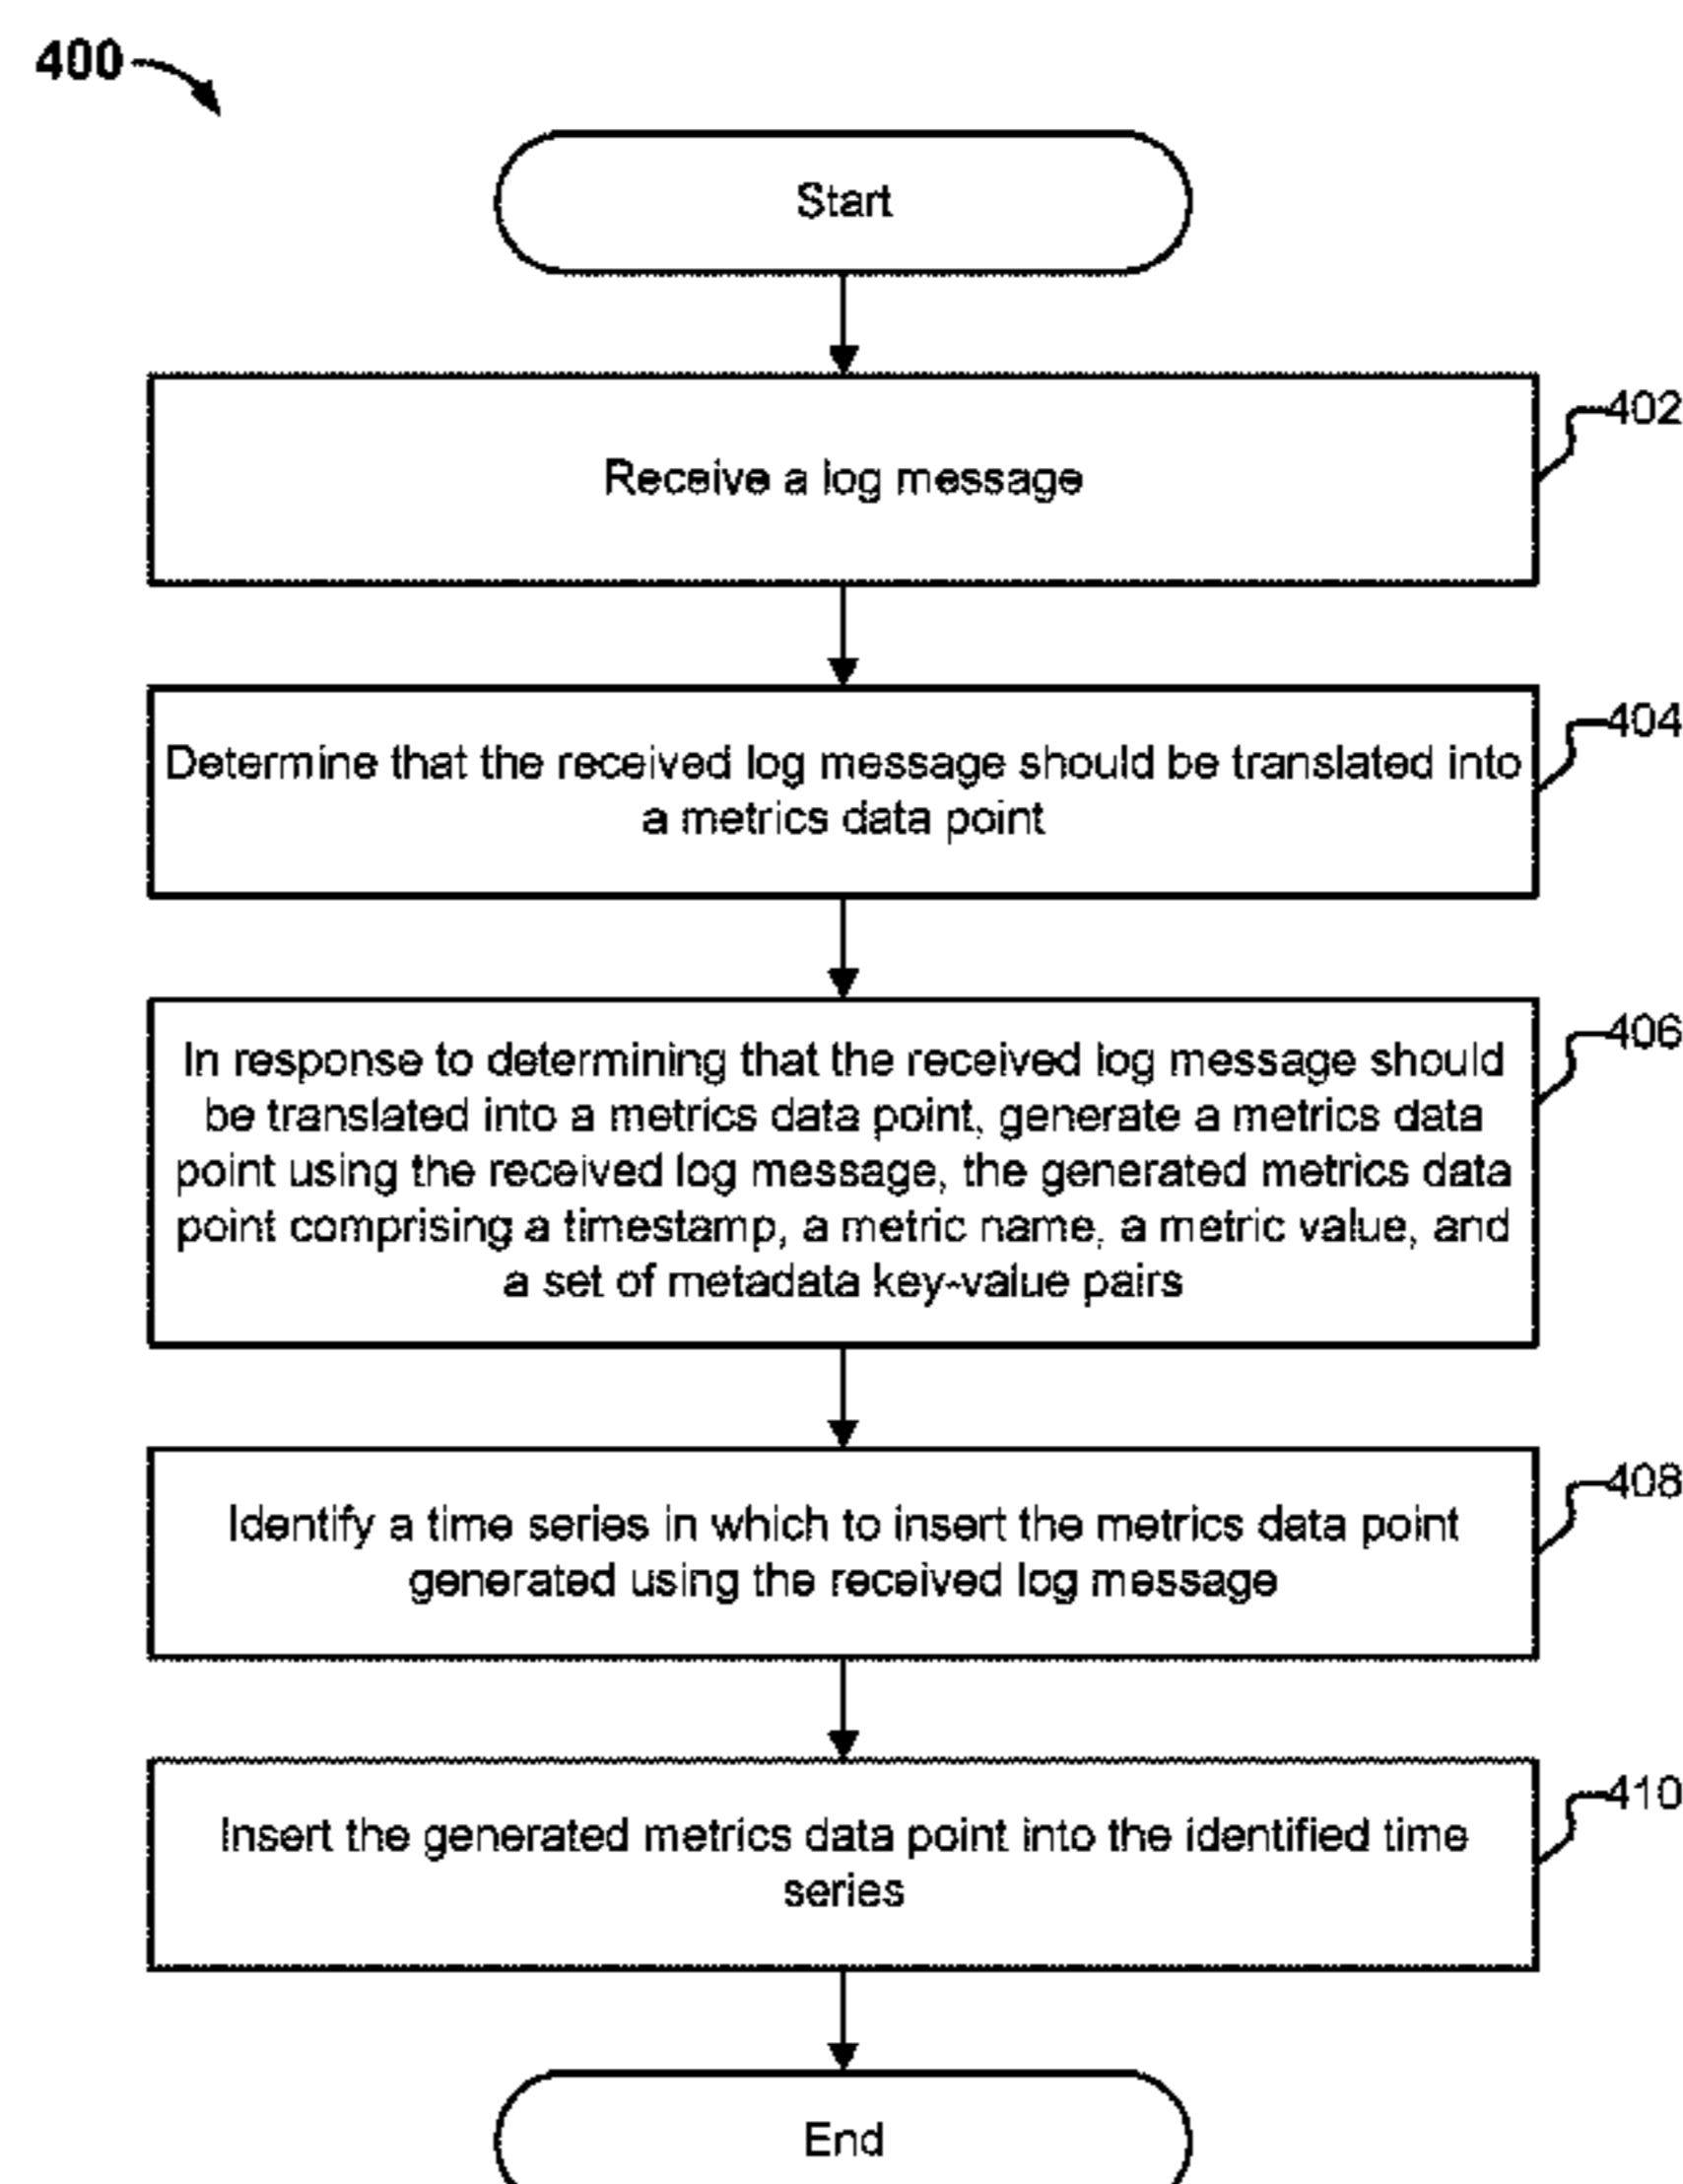 400
Start
Receive a log message
402
Determine that the received log message should be translated into
a metrics data point
404
In response to determining that the received log message should
be translated into a metrics data point, generate a metrics data
point using the received log message, the generated metrics data
point comprising a timestamp, a metric name, a metric value, and
a set of metadata key-value pairs
406
Identify a time series in which to insert the metrics data point
generated using the received log message
408
Insert the generated metrics data point into the identified time
series
410
End